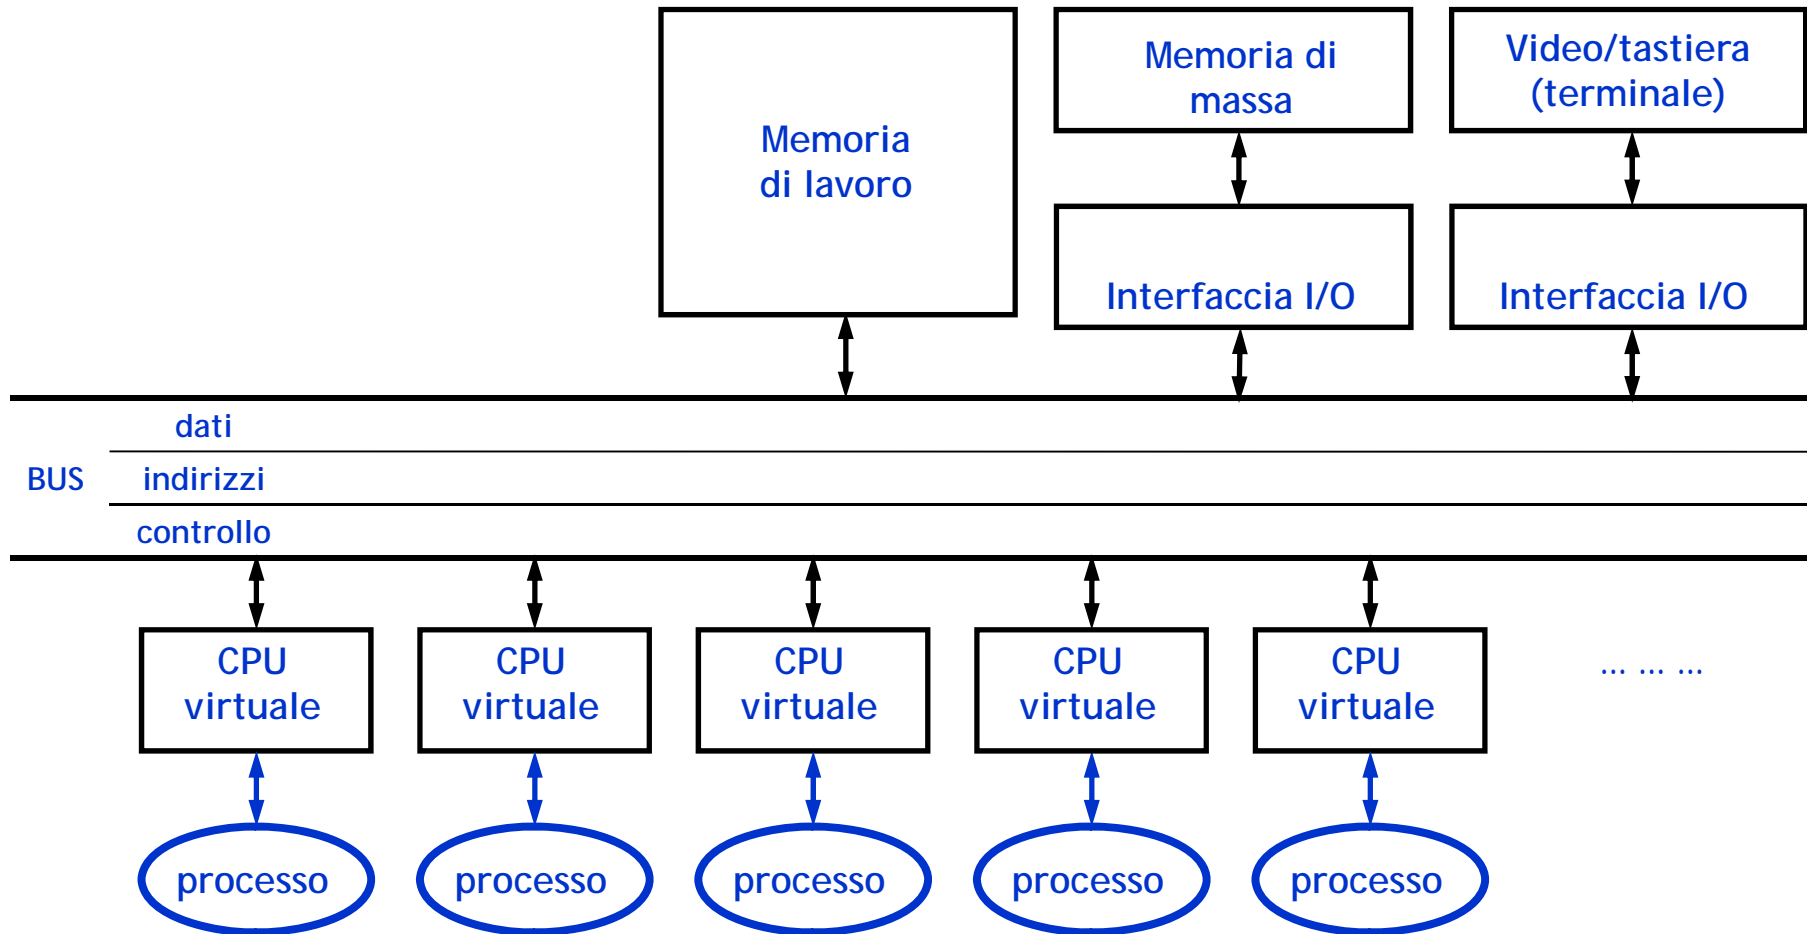 Memoria
di lavoro
Memoria di
massa
Video/tastiera
(terminale)
Interfaccia I/O
Interfaccia I/O
BUS
dati
indirizzi
controllo
CPU
virtuale
CPU
virtuale
CPU
virtuale
CPU
virtuale
CPU
virtuale
... ... ...
processo
processo
processo
processo
processo